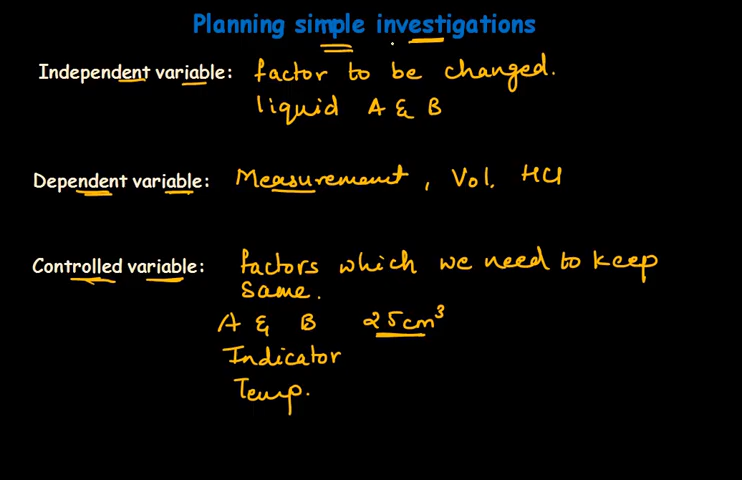 Planning simple investigations
Independent variable: factor to be changed.
liquid A & B
Dependent variable: Measurement, Vol. HCl
Controlled variable: factors which we need to keep
same.
A & B 25cm³
Indicator
Temp.